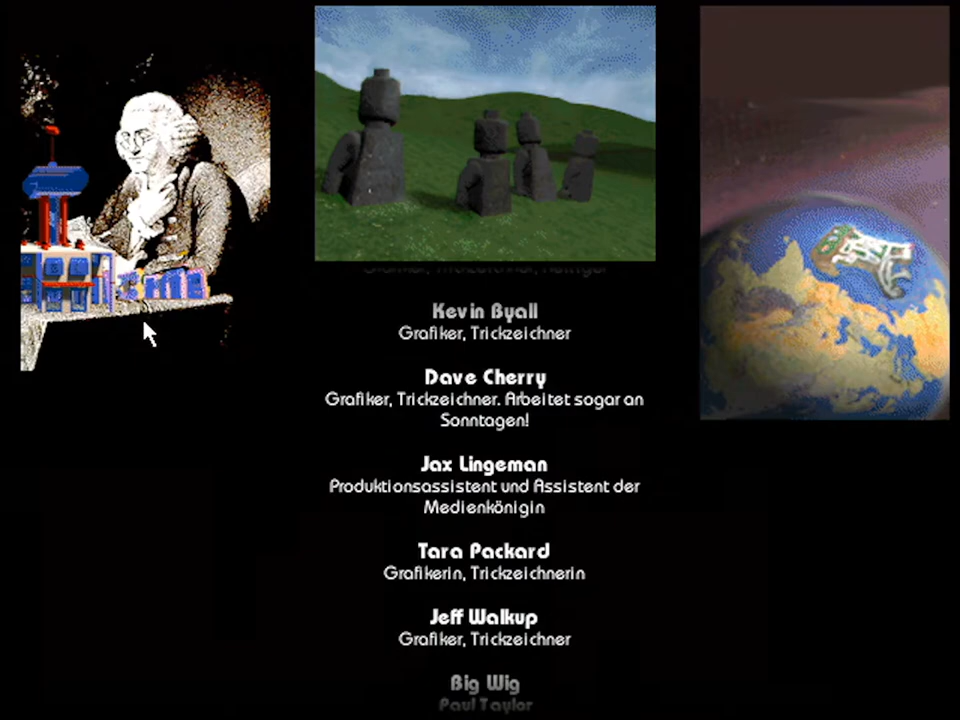 Kevin Byall
Grafiker, Trickzeichner
Dave Cherry
Grafiker, Trickzeichner. Arbeitet sogar an
Sonntagen!
Jax Lingeman
Produktionsassistent und Assistent der
Medienkönigin
Tara Packard
Grafikerin, Trickzeichnerin
Jeff Walkup
Grafiker, Trickzeichner
Big Wig
Paul Taylor